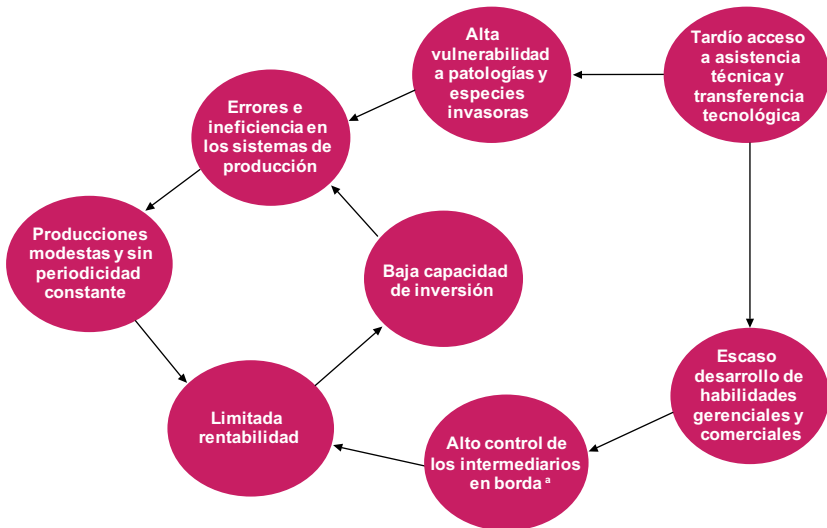 Alta
vulnerabilidad
a patologías y
especies
invasoras
Tardío acceso
a asistencia
técnica y
transferencia
tecnológica
Errores e
ineficiencia en
los sistemas de
producción
Producciones
modestas y sin
periodicidad
constante
Baja capacidad
de inversión
Limitada
rentabilidad
Alto control de
los intermediarios
en borda ª
Escaso
desarrollo de
habilidades
gerenciales y
comerciales